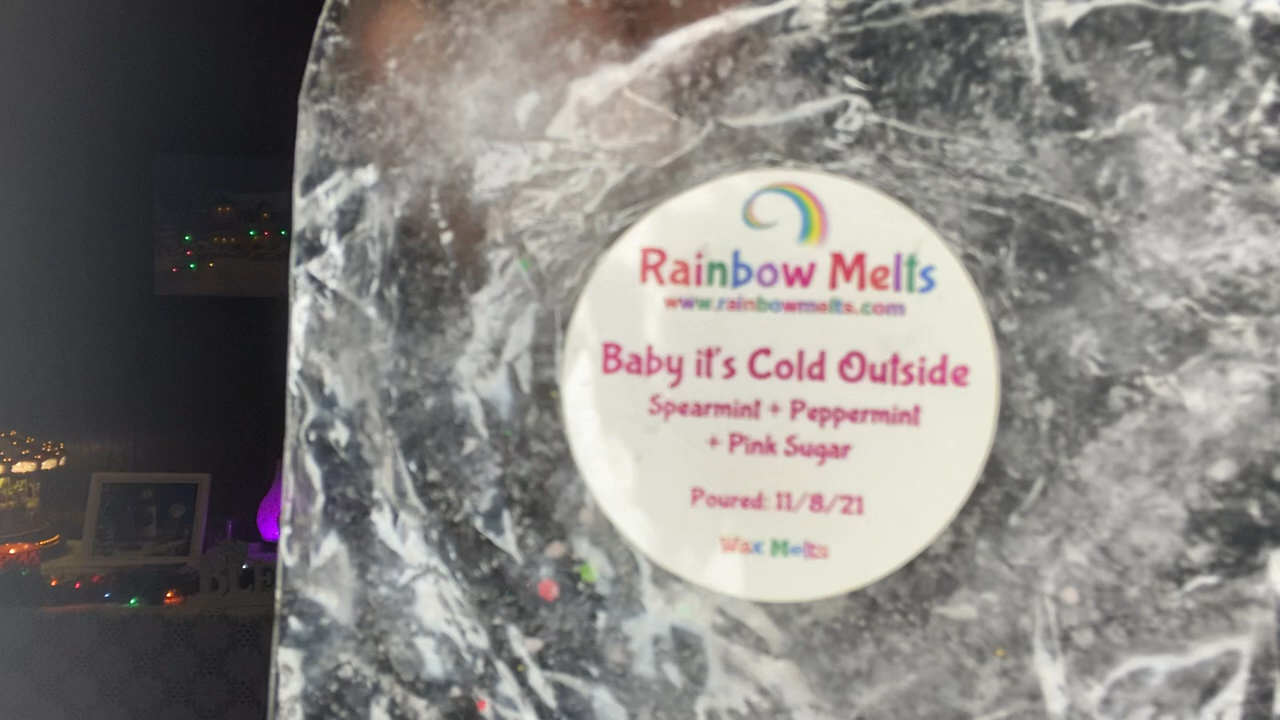 Rainbow Melts
www.rainbowmelts.com
Baby it's Cold Outside
Spearmint + Peppermint
+ Pink Sugar
Poured: 11/8/21
Wax Melts